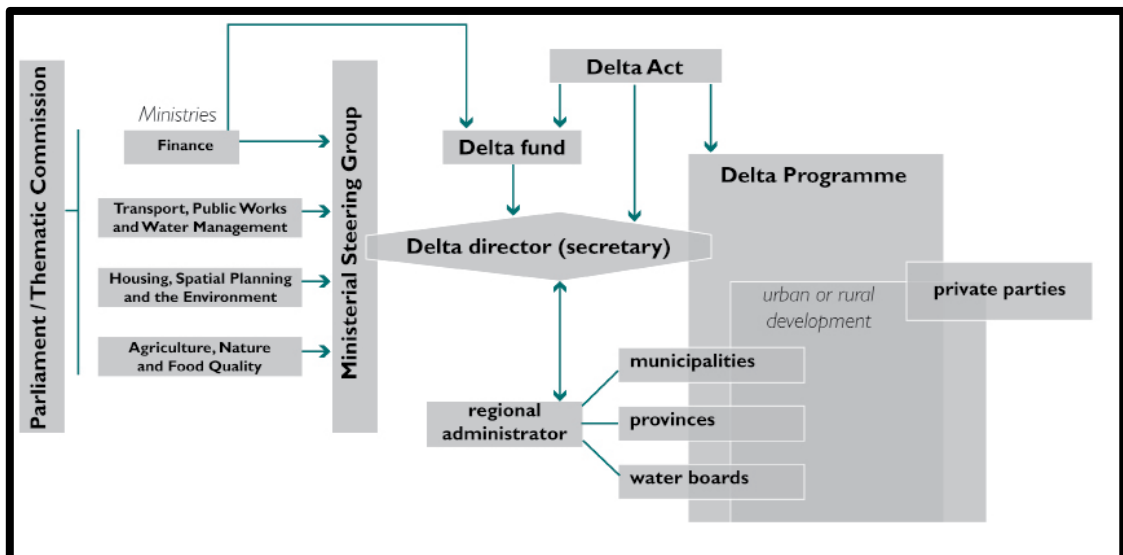 Parliament / Thematic Commission
Ministries
Finance
Transport, Public Works
and Water Management
Housing, Spatial Planning
and the Environment
Agriculture, Nature
and Food Quality
Ministerial Steering Group
Delta Act
Delta fund
Delta director (secretary)
regional
administrator
Delta Programme
urban or rural
development
private parties
municipalities
provinces
water boards